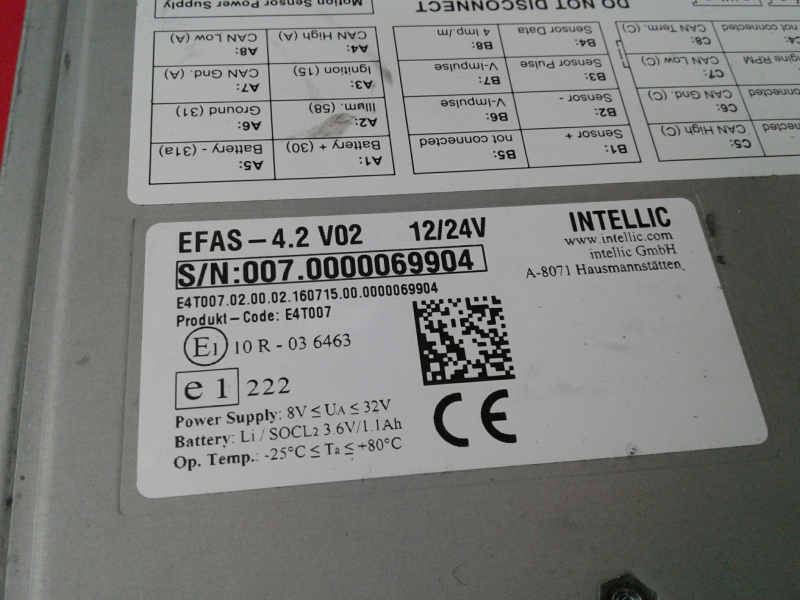 Motion Sensor Power Supply
DO NOT DISCONNECT
A8: CAN Low (A)
A4: CAN High (A)
A7: CAN Gnd. (A)
A3: Ignition (15)
A6: Ground (31)
A2: Illum. (58)
A5: Battery - (31a)
A1: Battery + (30)
B8: 4 Imp./m
B4: Sensor Data
B7: V-Impulse
B3: Sensor Pulse
B6: V-Impulse
B2: Sensor -
B5: not connected
B1: Sensor +
C8: CAN Term. (C)
C4: not connected
C7: CAN Low (C)
RPM
C6: CAN Gnd. (C)
C5: CAN High (C)
EFAS-4.2 V02 12/24V
S/N:007.0000069904
E4T007.02.00.02.160715.00.0000069904
Produkt-Code: E4T007
E1 10 R - 03 6463
e 1 222
Power Supply: 8V ≤ UA ≤ 32V
Battery: Li / SOCL2 3.6V/1.1Ah
Op. Temp.: -25°C ≤ Ta ≤ +80°C
INTELLIC
www.intellic.com
intellic GmbH
A-8071 Hausmannstätten
CE